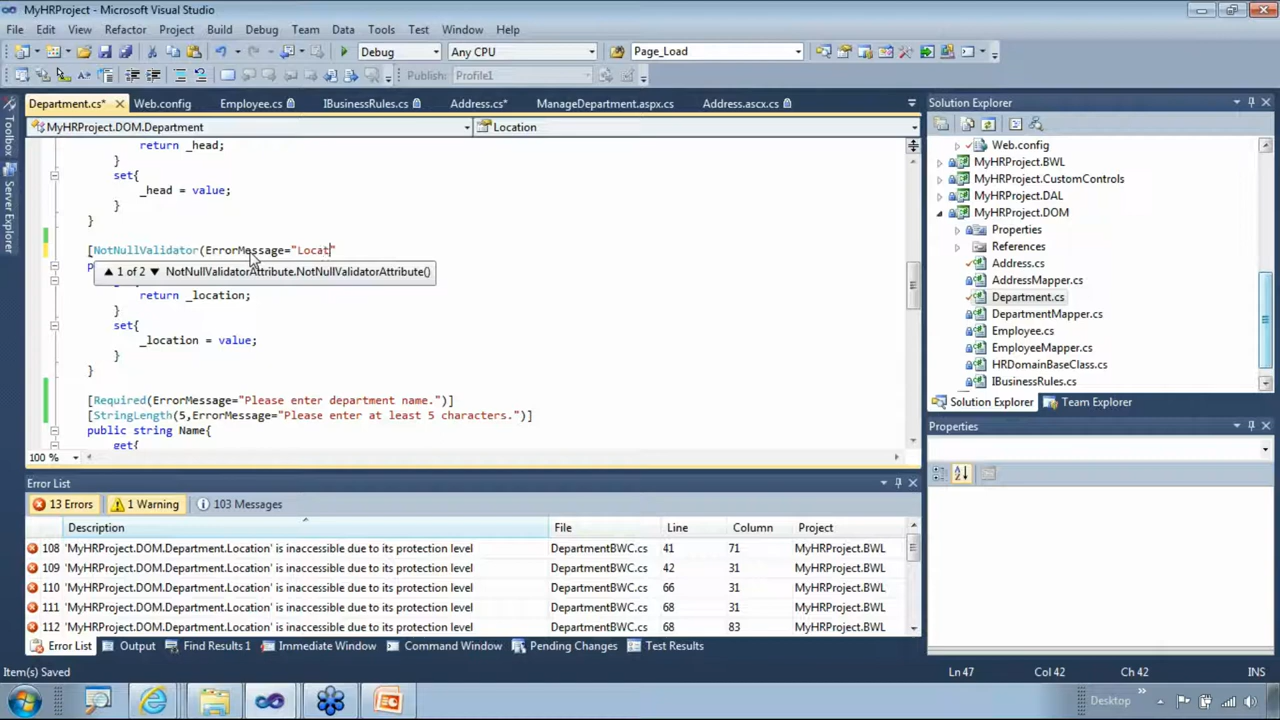 MyHRProject - Microsoft Visual Studio
File Edit View Refactor Project Build Debug Team Data Tools Test Window Help
Debug Any CPU Page_Load
Publish: Profile1
Department.cs* Web.config Employee.cs IBusinessRules.cs Address.cs* ManageDepartment.aspx.cs Address.ascx.cs
MyHRProject.DOM.Department Location
return _head;
}
set{
_head = value;
}
}
[NotNullValidator(ErrorMessage="Locat"
1 of 2 NotNullValidatorAttribute.NotNullValidatorAttribute()
return _location;
set{
_location = value;
}
}
[Required(ErrorMessage="Please enter department name.")]
[StringLength(5,ErrorMessage="Please enter at least 5 characters.")]
public string Name{
get{
100 %
Toolbox
Server Explorer
Solution Explorer
Web.config
MyHRProject.BWL
MyHRProject.CustomControls
MyHRProject.DAL
MyHRProject.DOM
Properties
References
Address.cs
AddressMapper.cs
Department.cs
DepartmentMapper.cs
Employee.cs
EmployeeMapper.cs
HRDomainBaseClass.cs
IBusinessRules.cs
Solution Explorer Team Explorer
Properties
Error List
13 Errors 1 Warning 103 Messages
Description File Line Column Project
108 'MyHRProject.DOM.Department.Location' is inaccessible due to its protection level DepartmentBWC.cs 41 71 MyHRProject.BWL
109 'MyHRProject.DOM.Department.Location' is inaccessible due to its protection level DepartmentBWC.cs 42 31 MyHRProject.BWL
110 'MyHRProject.DOM.Department.Location' is inaccessible due to its protection level DepartmentBWC.cs 66 31 MyHRProject.BWL
111 'MyHRProject.DOM.Department.Location' is inaccessible due to its protection level DepartmentBWC.cs 68 31 MyHRProject.BWL
112 'MyHRProject.DOM.Department.Location' is inaccessible due to its protection level DepartmentBWC.cs 68 83 MyHRProject.BWL
Error List Output Find Results 1 Immediate Window Command Window Pending Changes Test Results
Item(s) Saved Ln 47 Col 42 Ch 42 INS
Desktop